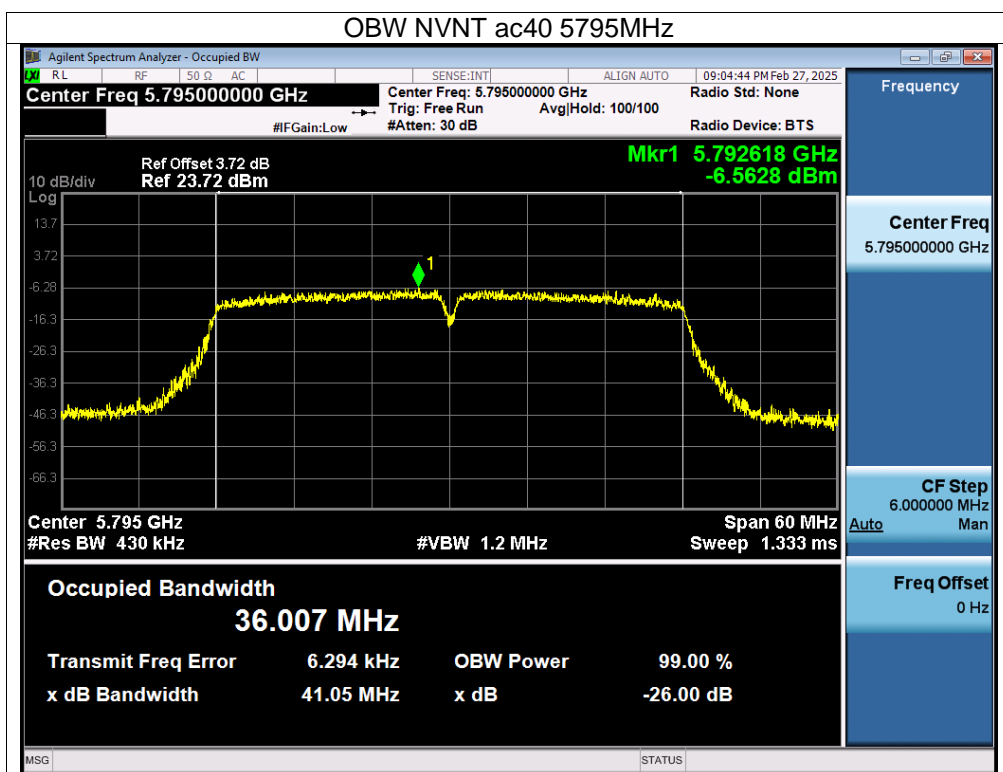 OBW NVNT ac40 5795MHz
Agilent Spectrum Analyzer - Occupied BW
LXI RL RF 50 Ω AC SENSE:INT ALIGN AUTO 09:04:44 PM Feb 27, 2025
Center Freq 5.795000000 GHz
Center Freq: 5.795000000 GHz Radio Std: None
Trig: Free Run Avg|Hold: 100/100
#IFGain:Low #Atten: 30 dB Radio Device: BTS
Frequency
Mkr1 5.792618 GHz
-6.5628 dBm
Ref Offset 3.72 dB
10 dB/div Ref 23.72 dBm
Log
13.7
3.72
-6.28
-16.3
-26.3
-36.3
-46.3
-56.3
-66.3
1
Center 5.795 GHz Span 60 MHz
#Res BW 430 kHz #VBW 1.2 MHz Sweep 1.333 ms
Center Freq
5.795000000 GHz
CF Step
6.000000 MHz
Auto Man
Freq Offset
0 Hz
Occupied Bandwidth
36.007 MHz
Transmit Freq Error 6.294 kHz OBW Power 99.00 %
x dB Bandwidth 41.05 MHz x dB -26.00 dB
MSG STATUS